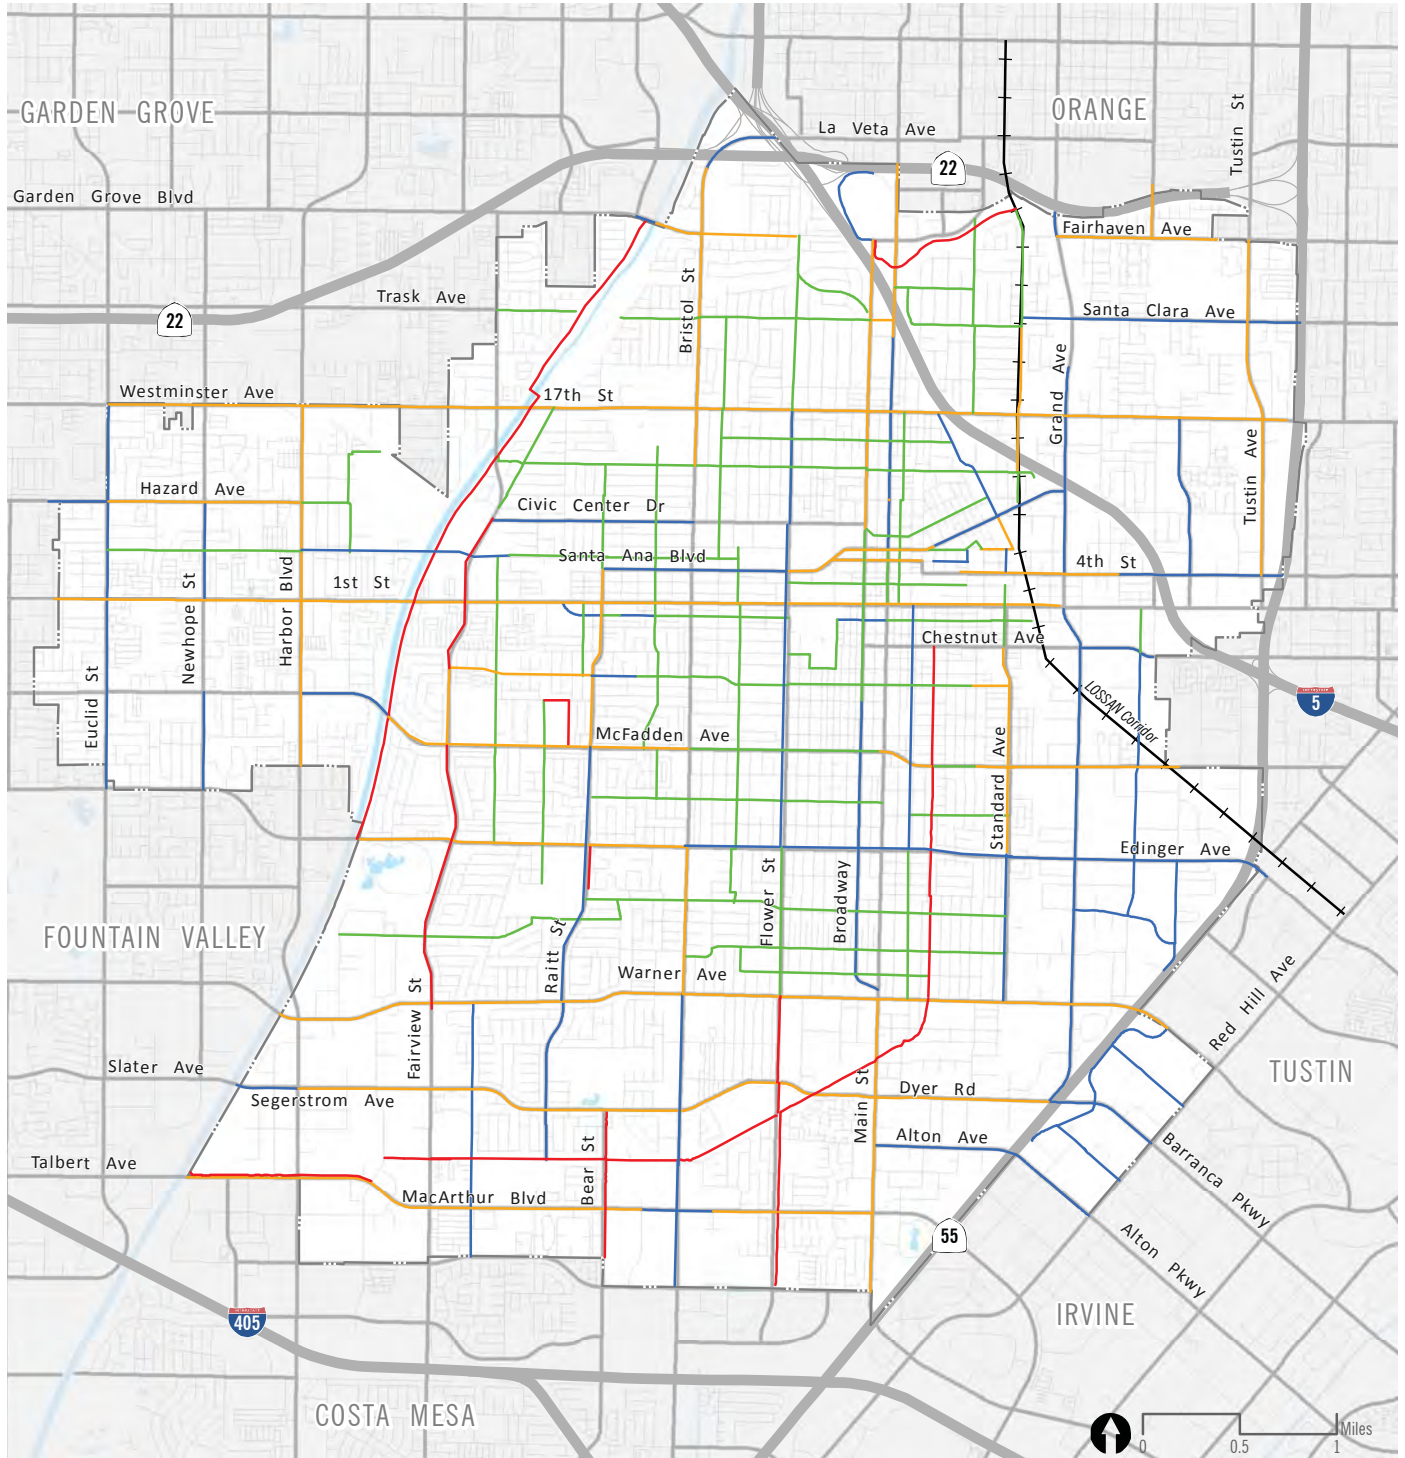 GARDEN GROVE
ORANGE
Tustin St
La Veta Ave
22
Garden Grove Blvd
Fairhaven Ave
Trask Ave
22
Bristol St
Santa Clara Ave
Grand Ave
Westminster Ave
17th St
Tustin Ave
Hazard Ave
Civic Center Dr
Santa Ana Blvd
4th St
1st St
Newhope St
Harbor Blvd
Chestnut Ave
Euclid St
LOSSAN Corridor
5
McFadden Ave
Standard Ave
Edinger Ave
Flower St
Broadway
FOUNTAIN VALLEY
Raitt St
Warner Ave
Fairview St
Red Hill Ave
Slater Ave
TUSTIN
Segerstrom Ave
Dyer Rd
Main St
Alton Ave
Bear St
Talbert Ave
MacArthur Blvd
Barranca Pkwy
55
Alton Pkwy
IRVINE
405
COSTA MESA
Miles
0
0.5
1